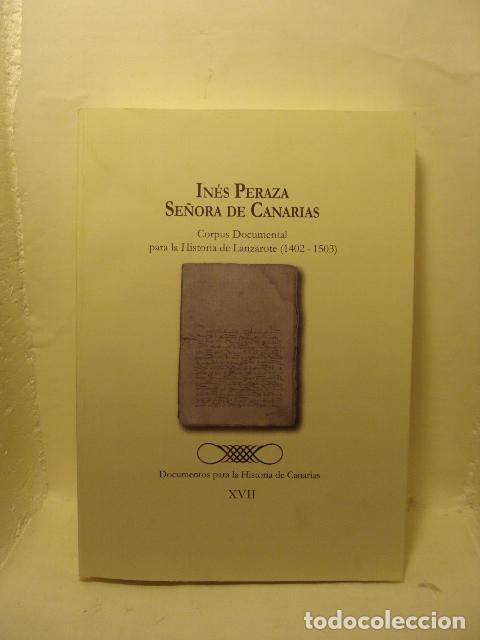 INÉS PERAZA
SEÑORA DE CANARIAS
Corpus Documental
para la Historia de Lanzarote (1402 - 1503)
Documentos para la Historia de Canarias
XVII
todocoleccion